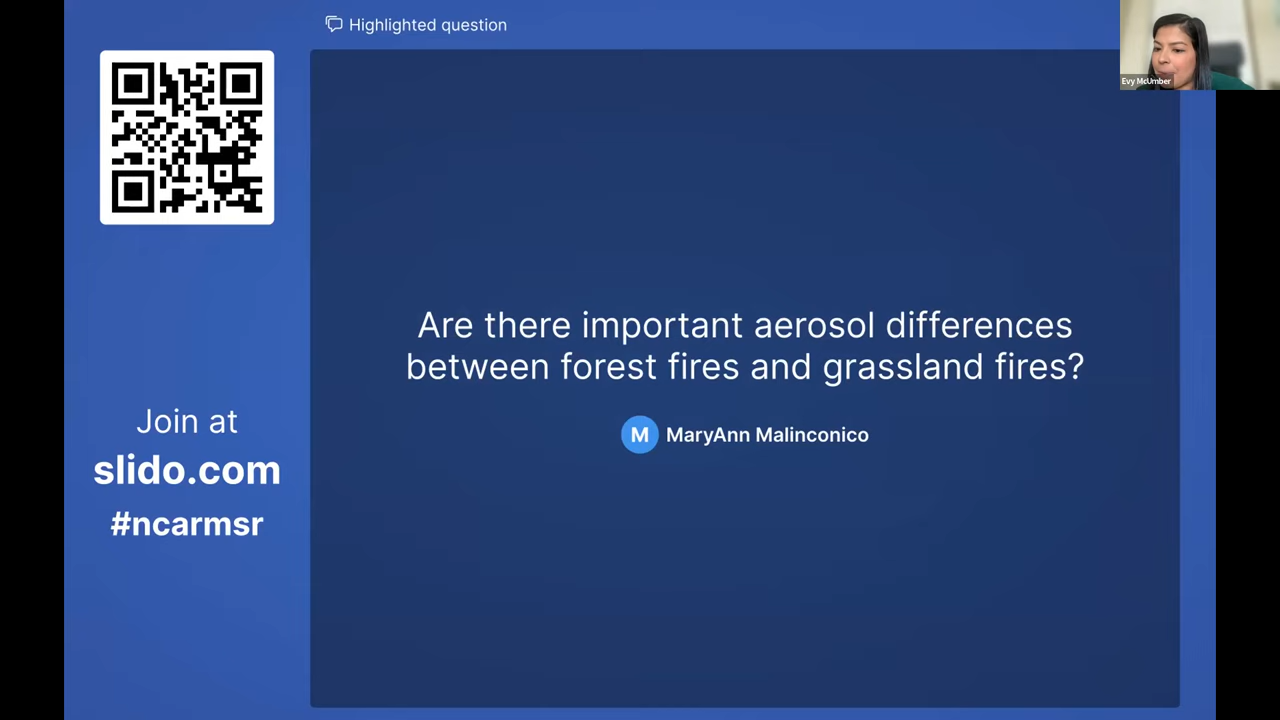 Highlighted question
Evy McUmber
Are there important aerosol differences
between forest fires and grassland fires?
M MaryAnn Malinconico
Join at
slido.com
#ncarmsr